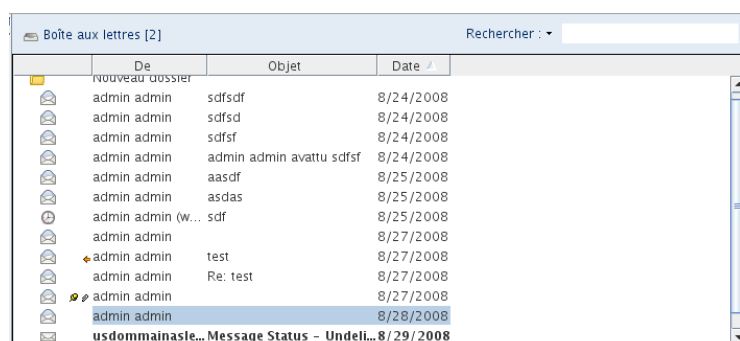 Boîte aux lettres [2] Rechercher :
De Objet Date
Nouveau dossier
admin admin sdfsdf 8/24/2008
admin admin sdfsd 8/24/2008
admin admin sdfsf 8/24/2008
admin admin admin admin avattu sdfsf 8/24/2008
admin admin aasdf 8/25/2008
admin admin asdas 8/25/2008
admin admin (w... sdf 8/25/2008
admin admin 8/27/2008
admin admin test 8/27/2008
admin admin Re: test 8/27/2008
admin admin 8/27/2008
admin admin 8/28/2008
usdommainasle... Message Status - Undeli... 8/29/2008